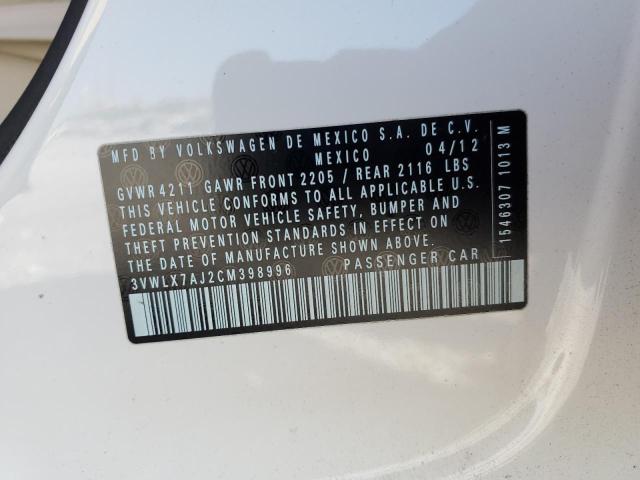 MFD BY VOLKSWAGEN DE MEXICO S.A. DE C.V.
MEXICO 04/12
GVWR 4211 GAWR FRONT 2205 / REAR 2116 LBS
THIS VEHICLE CONFORMS TO ALL APPLICABLE
FEDERAL MOTOR VEHICLE SAFETY, BUMPER AND
THEFT PREVENTION STANDARDS IN EFFECT ON
THE DATE OF MANUFACTURE SHOWN ABOVE.
3VWLX7AJ2CM398996 PASSENGER CAR
1546307 1013 M